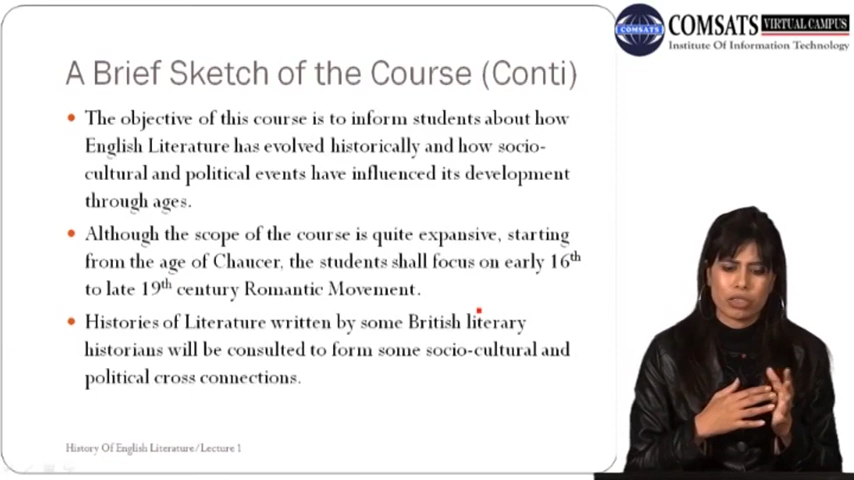 COMSATS VIRTUAL CAMPUS
Institute Of Information Technology
COMSATS
A Brief Sketch of the Course (Conti)
The objective of this course is to inform students about how
English Literature has evolved historically and how socio-
cultural and political events have influenced its development
through ages.
Although the scope of the course is quite expansive, starting
from the age of Chaucer, the students shall focus on early 16th
to late 19th century Romantic Movement.
Histories of Literature written by some British literary
historians will be consulted to form some socio-cultural and
political cross connections.
History Of English Literature/Lecture 1